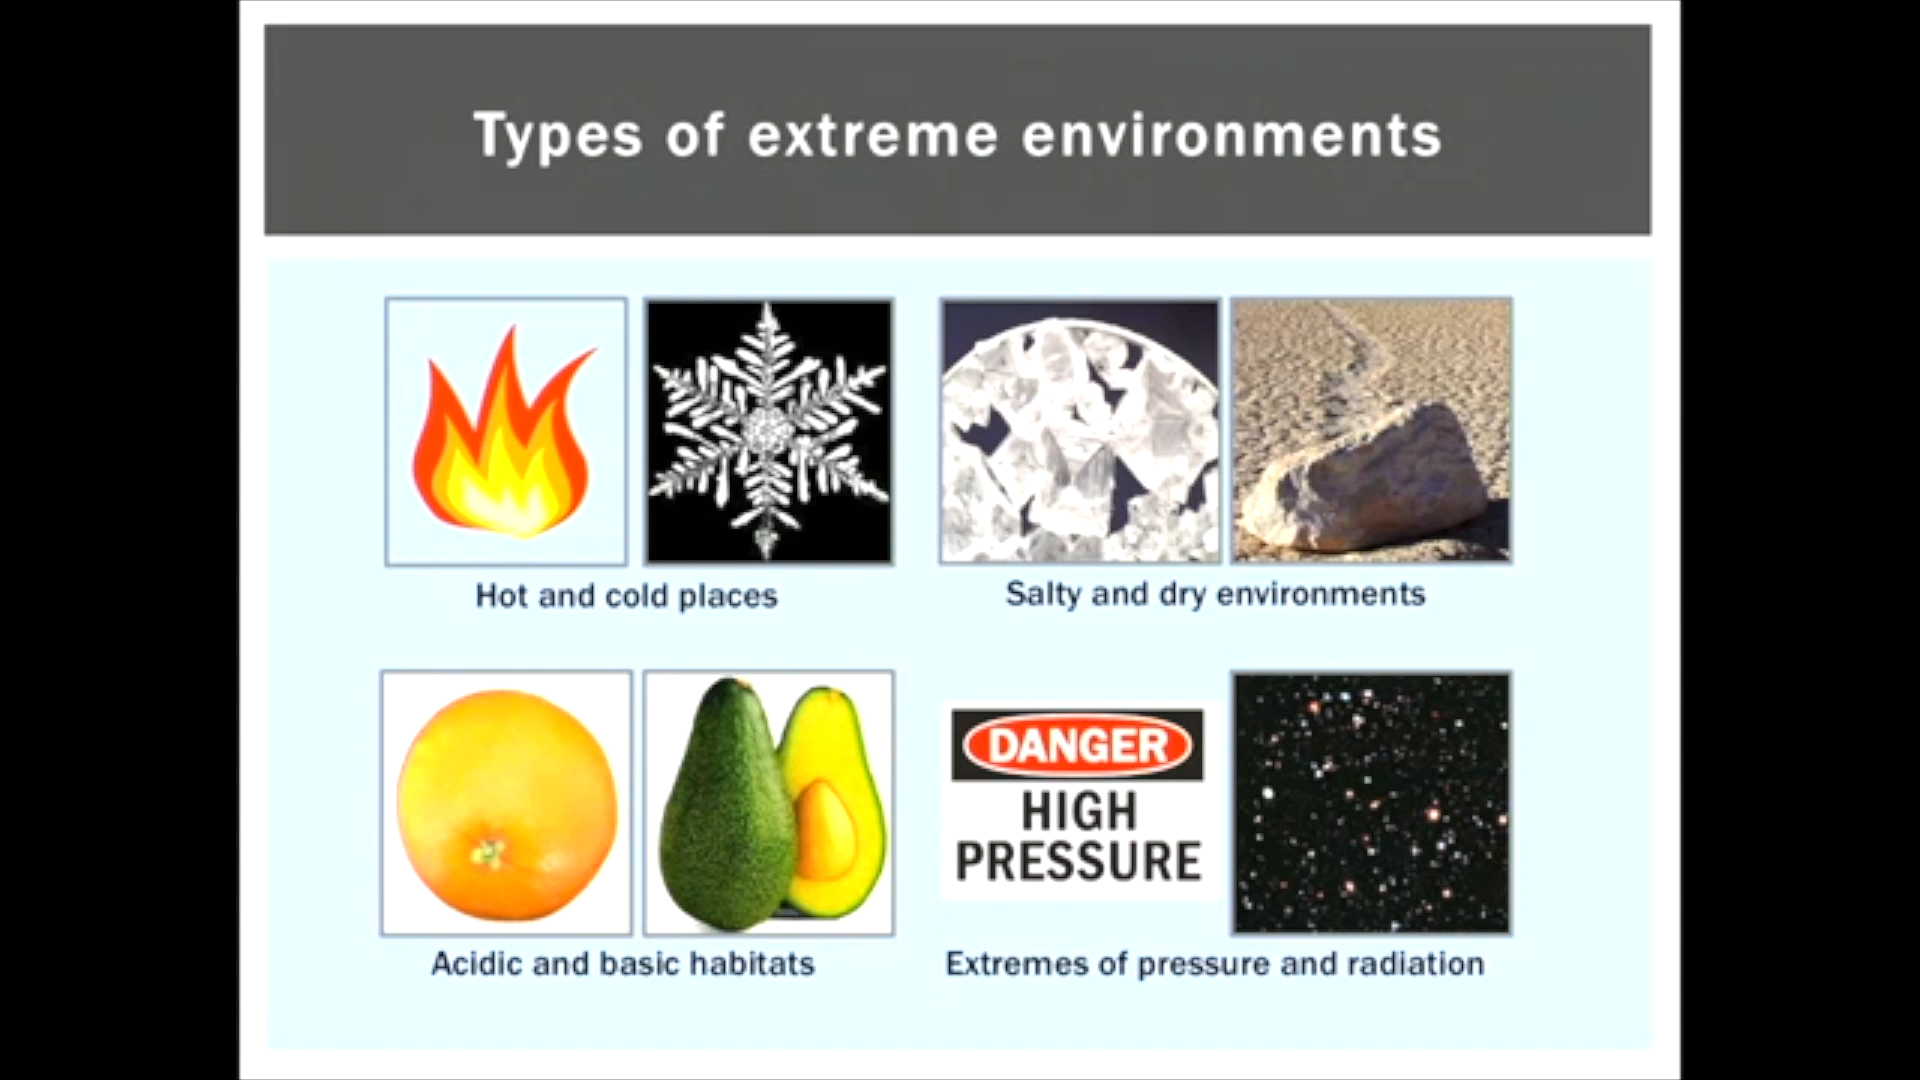 Types of extreme environments
Hot and cold places
Salty and dry environments
Acidic and basic habitats
DANGER
HIGH
PRESSURE
Extremes of pressure and radiation